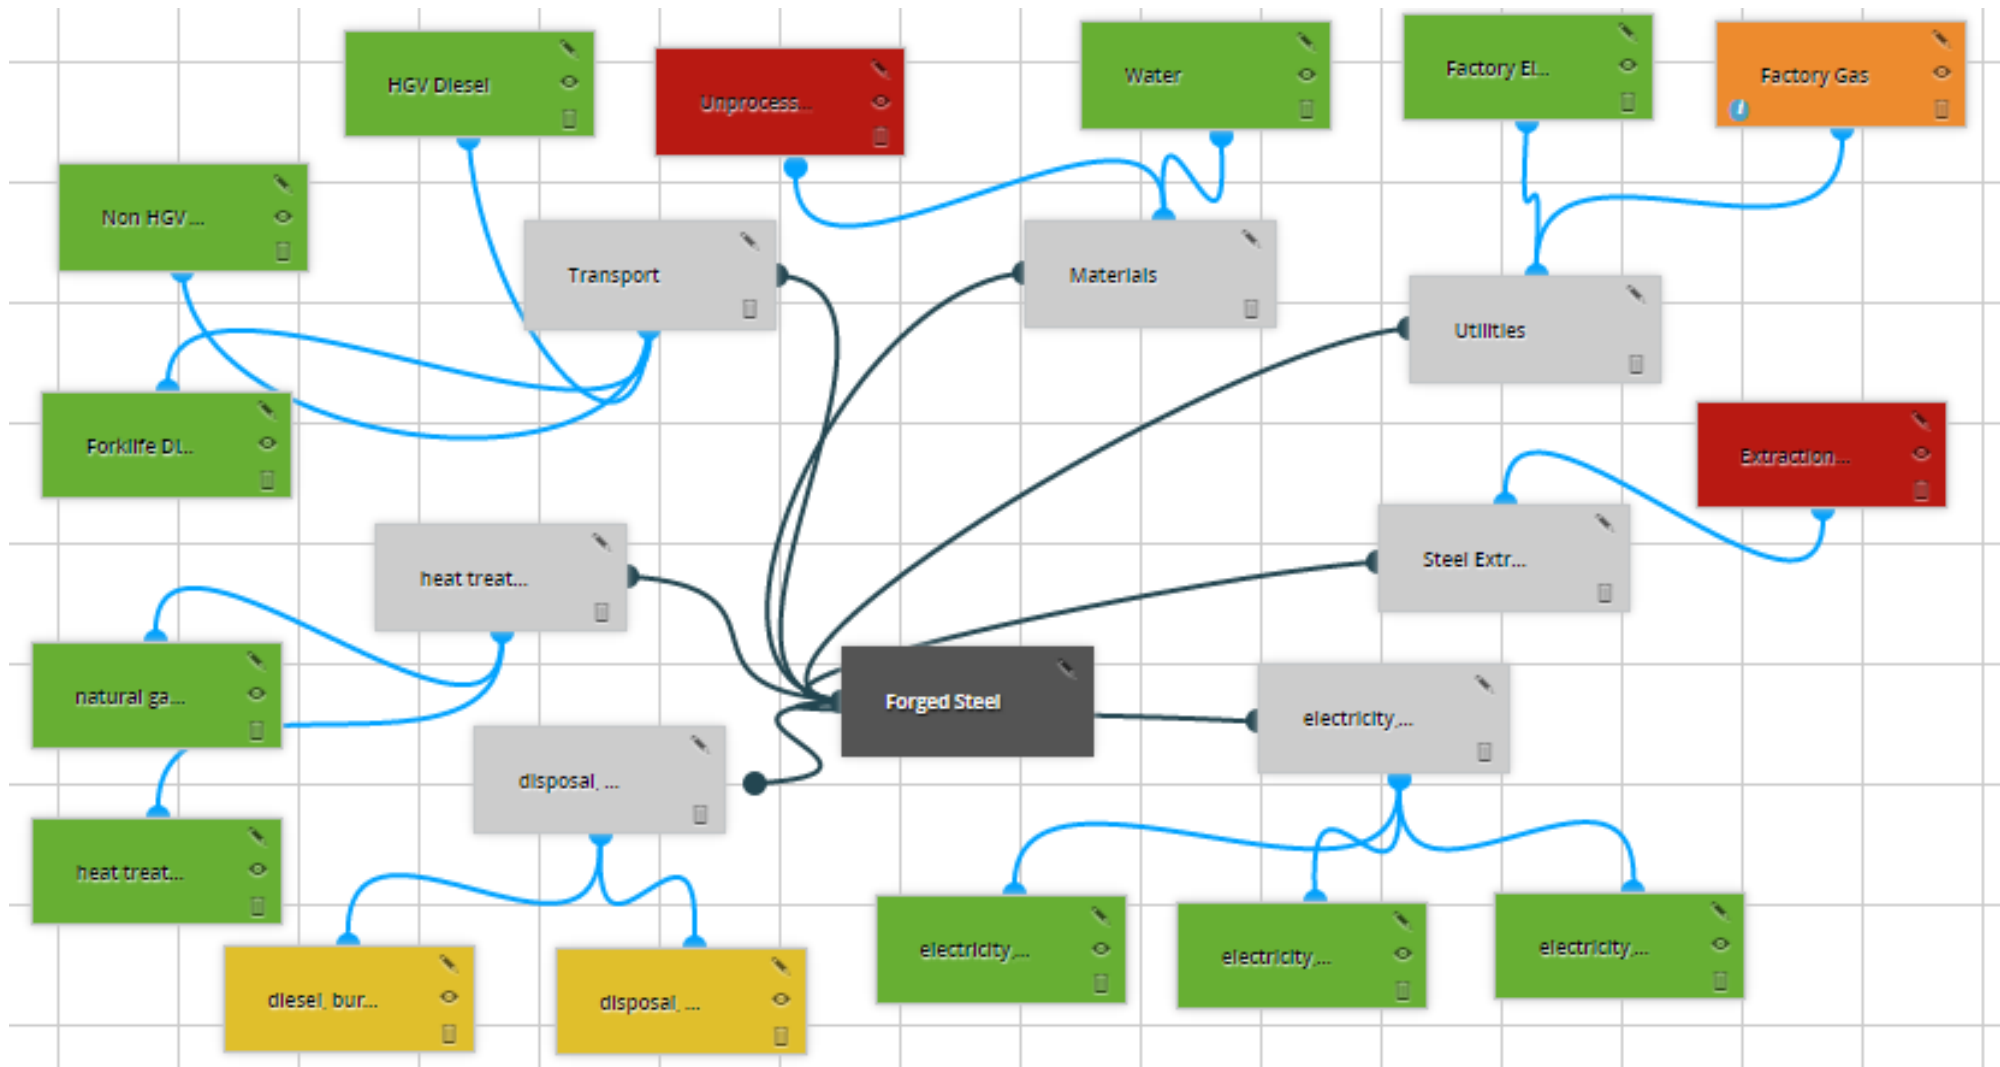 HGV Diesel
Unprocess...
Water
Factory El...
Factory Gas
i
Non HGV ...
Transport
Materials
Utilities
Forklife Di...
Extraction...
heat treat...
Steel Extr...
natural ga...
Forged Steel
electricity,...
disposal, ...
heat treat...
electricity,...
electricity,...
electricity,...
diesel, bur...
disposal, ...